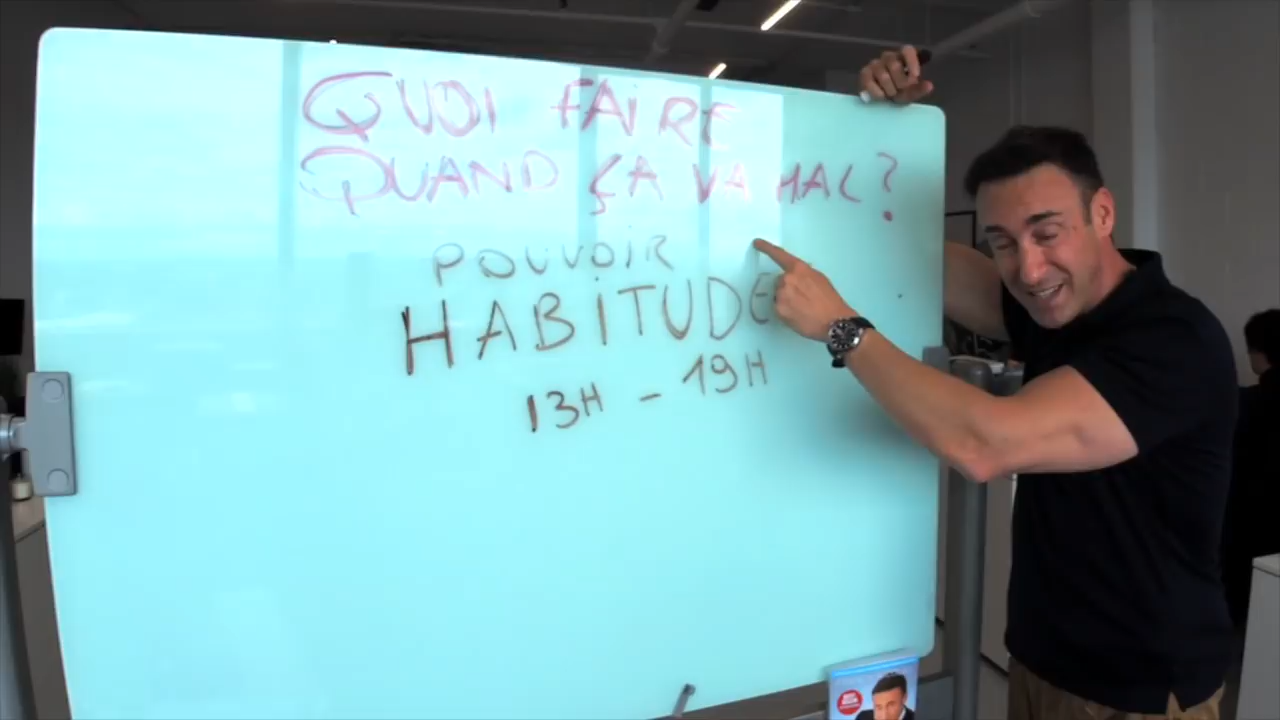 QUOI FAIRE
QUAND ÇA VA MAL?
POUVOIR
HABITUDE
13H - 19H